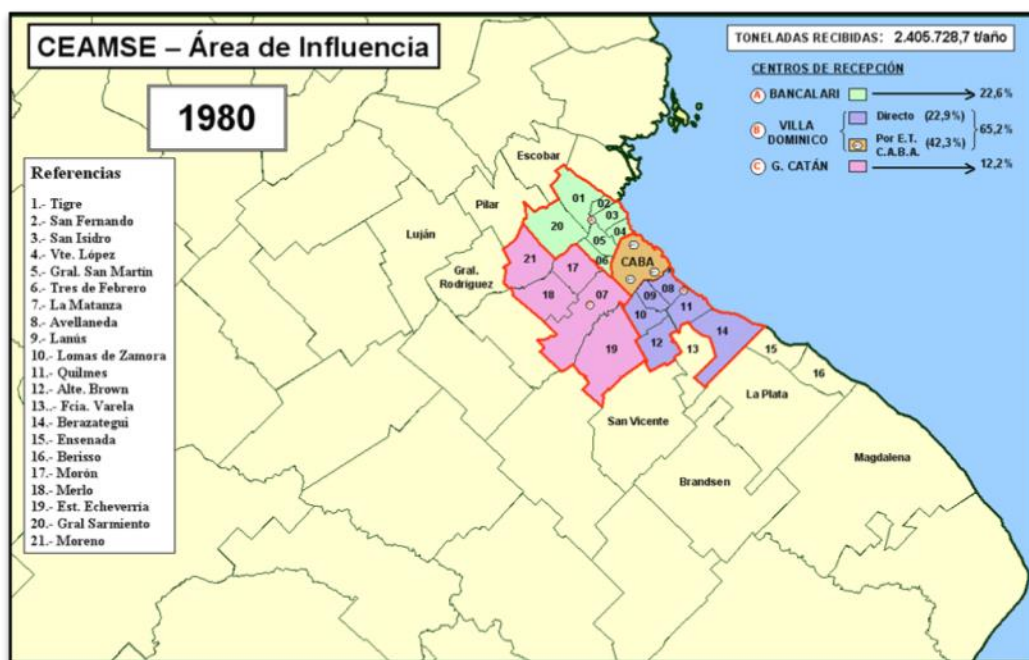 CEAMSE – Área de Influencia
1980
TONELADAS RECIBIDAS: 2.405.728,7 t/año
CENTROS DE RECEPCIÓN
A BANCALARI 22,6%
B VILLA DOMINICO Directo (22,9%) 65,2%
Por E.T. C.A.B.A. (42,3%)
C G. CATÁN 12,2%
Referencias
1.- Tigre
2.- San Fernando
3.- San Isidro
4.- Vte. López
5.- Gral. San Martín
6.- Tres de Febrero
7.- La Matanza
8.- Avellaneda
9.- Lanús
10.- Lomas de Zamora
11.- Quilmes
12.- Alte. Brown
13..- Fcia. Varela
14.- Berazategui
15.- Ensenada
16.- Berisso
17.- Morón
18.- Merlo
19.- Est. Echeverría
20.- Gral Sarmiento
21.- Moreno
Escobar
Pilar
Luján
Gral. Rodríguez
01
02
03
04
20
05
06
CABA
21
17
18
07
19
09
08
10
11
12
13
14
15
16
La Plata
San Vicente
Brandsen
Magdalena